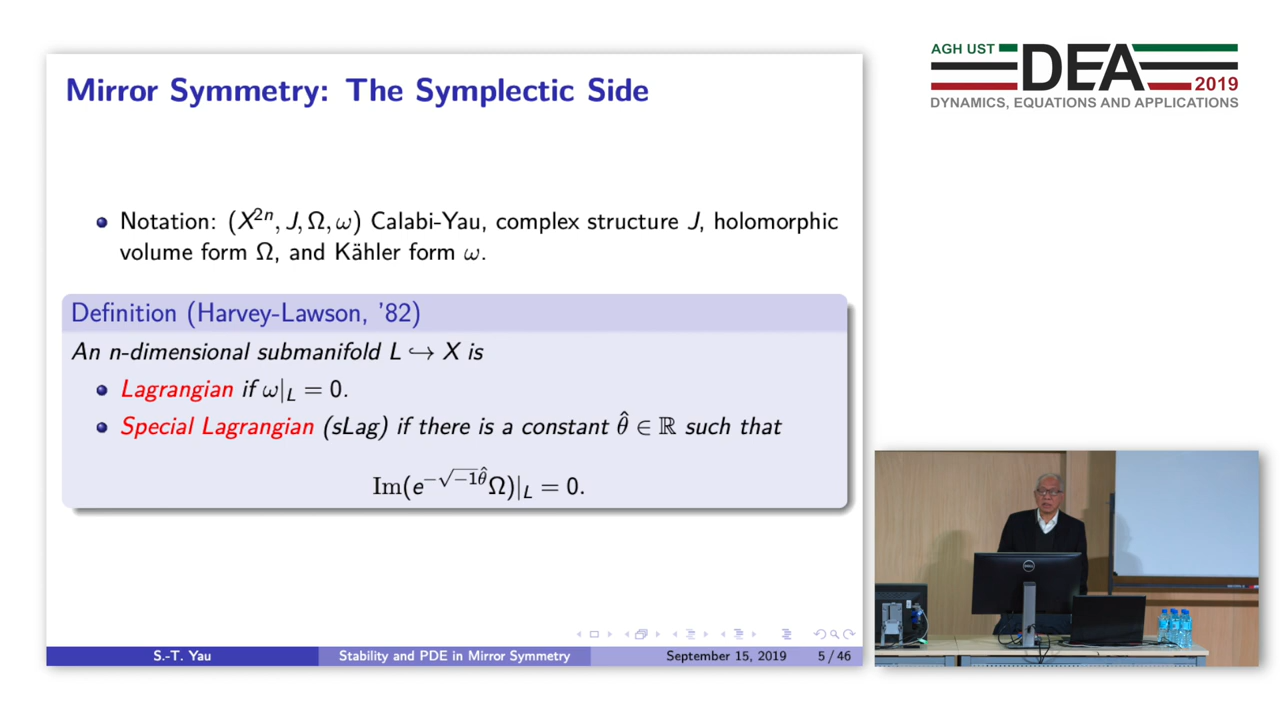 AGH UST
DEA
2019
DYNAMICS, EQUATIONS AND APPLICATIONS
Mirror Symmetry: The Symplectic Side
Notation: (X²ⁿ, J, Ω, ω) Calabi-Yau, complex structure J, holomorphic
volume form Ω, and Kähler form ω.
Definition (Harvey-Lawson, '82)
An n-dimensional submanifold L ↪ X is
Lagrangian if ω|_L = 0.
Special Lagrangian (sLag) if there is a constant θ̂ ∈ ℝ such that
Im(e^{−√−1θ̂}Ω)|_L = 0.
S.-T. Yau
Stability and PDE in Mirror Symmetry
September 15, 2019
5 / 46
DELL